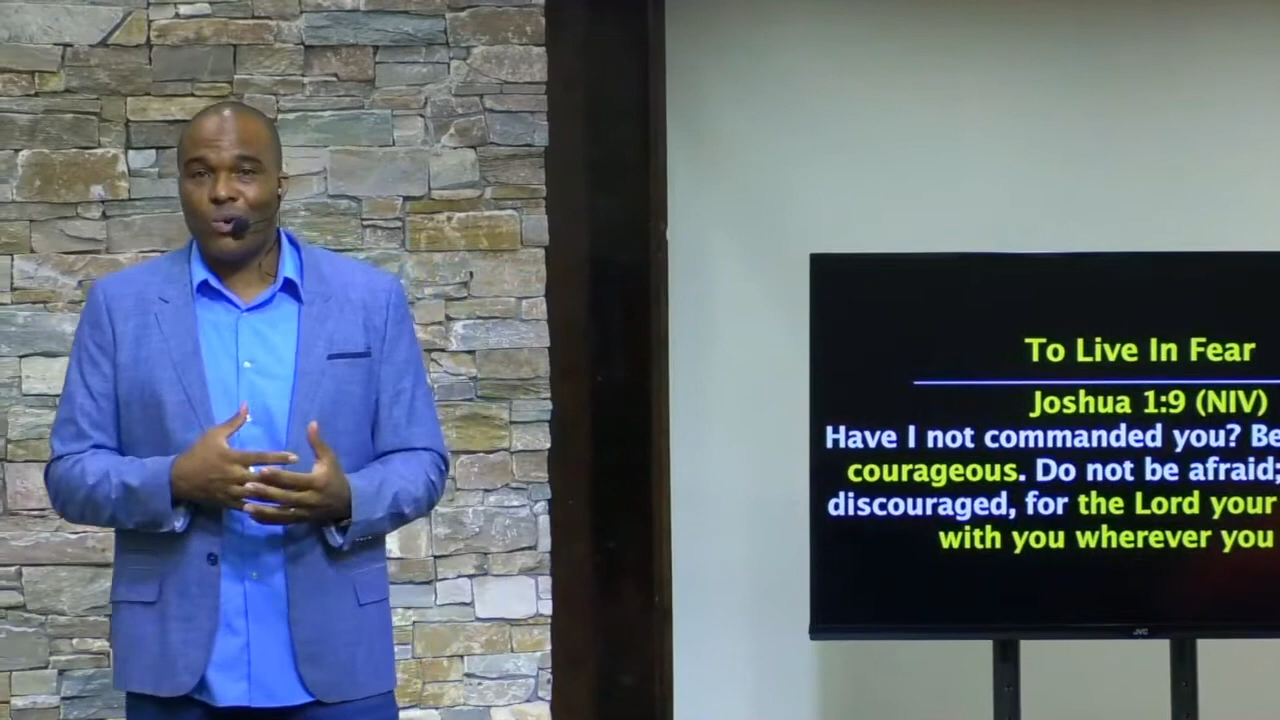 To Live In Fear
Joshua 1:9 (NIV)
Have I not commanded you? Be
courageous. Do not be afraid;
discouraged, for the Lord your
with you wherever you
JVC